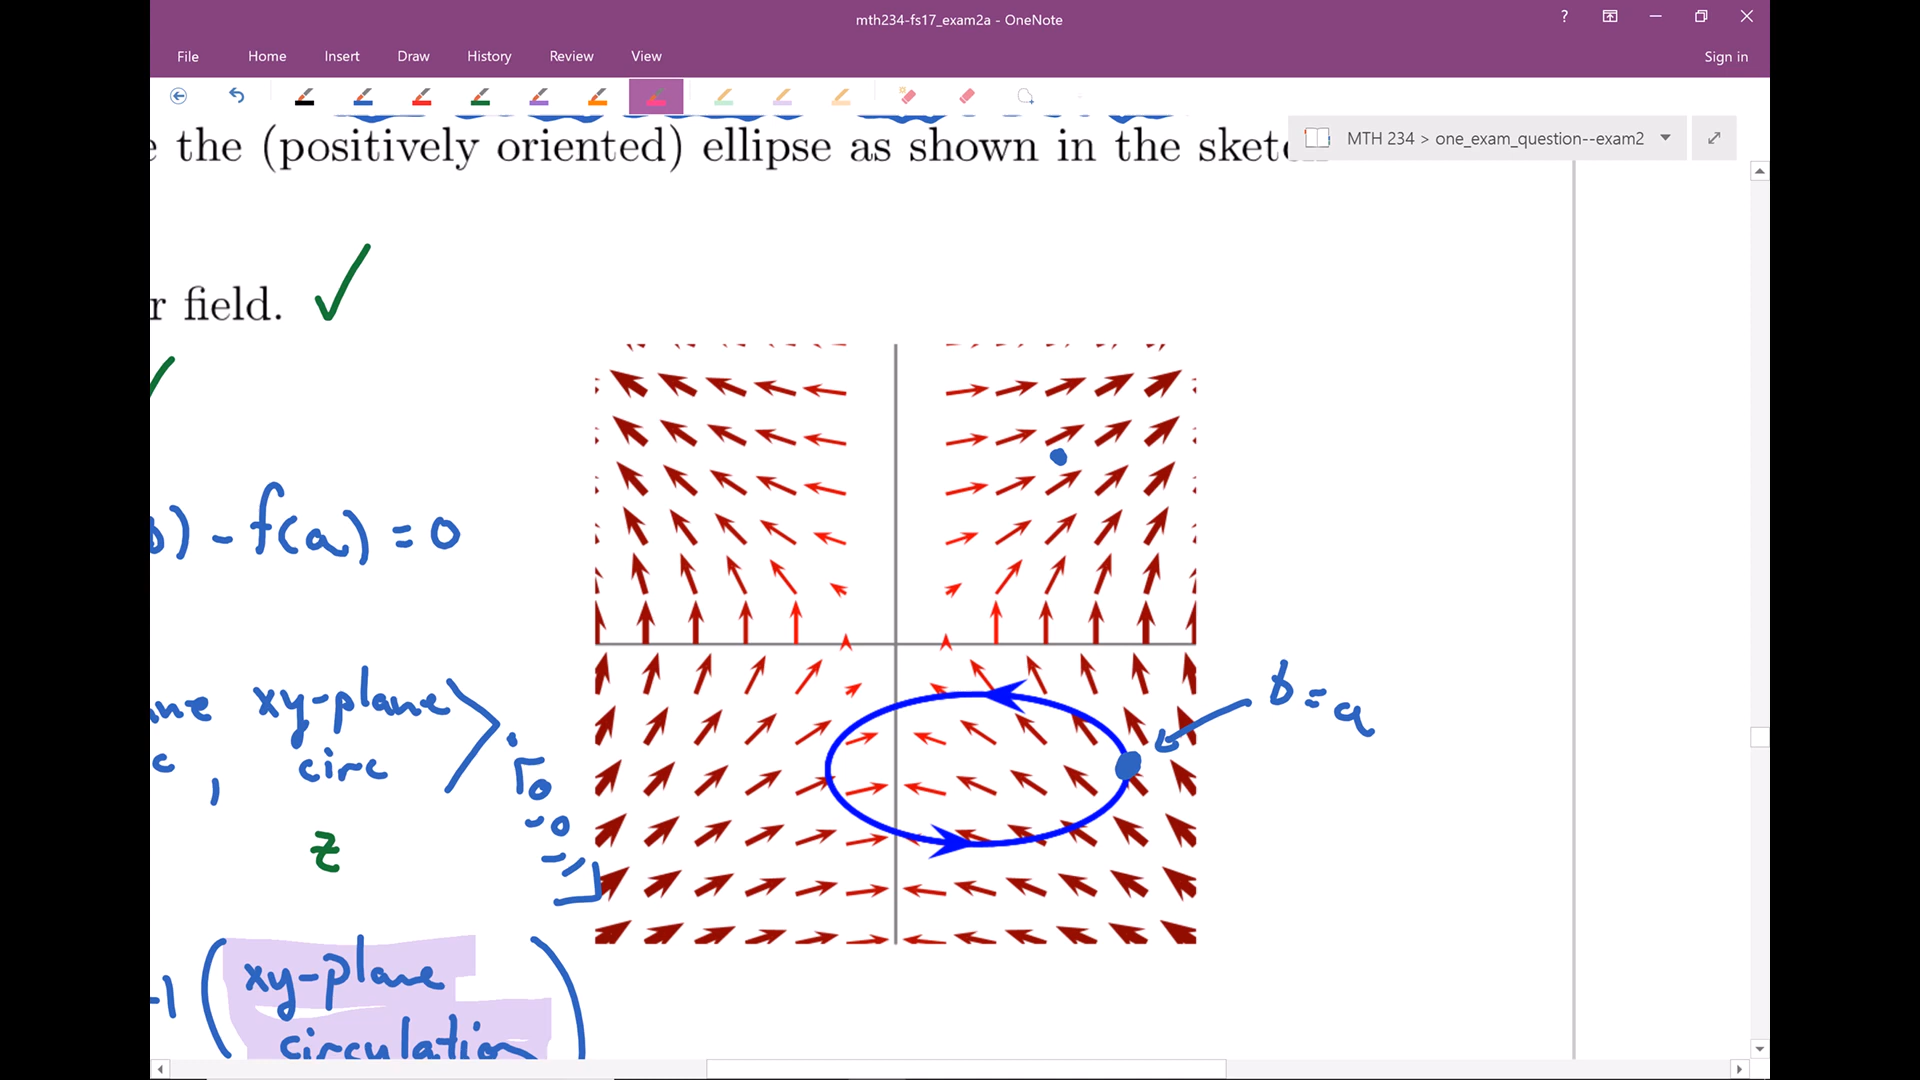 mth234-fs17_exam2a - OneNote
?
File Home Insert Draw History Review View
Sign in
MTH 234 > one_exam_question--exam2
the (positively oriented) ellipse as shown in the
field.
) - f(a) = 0
b = a
xy-plane
circ
,
z
-1 ( xy-plane
circulation )